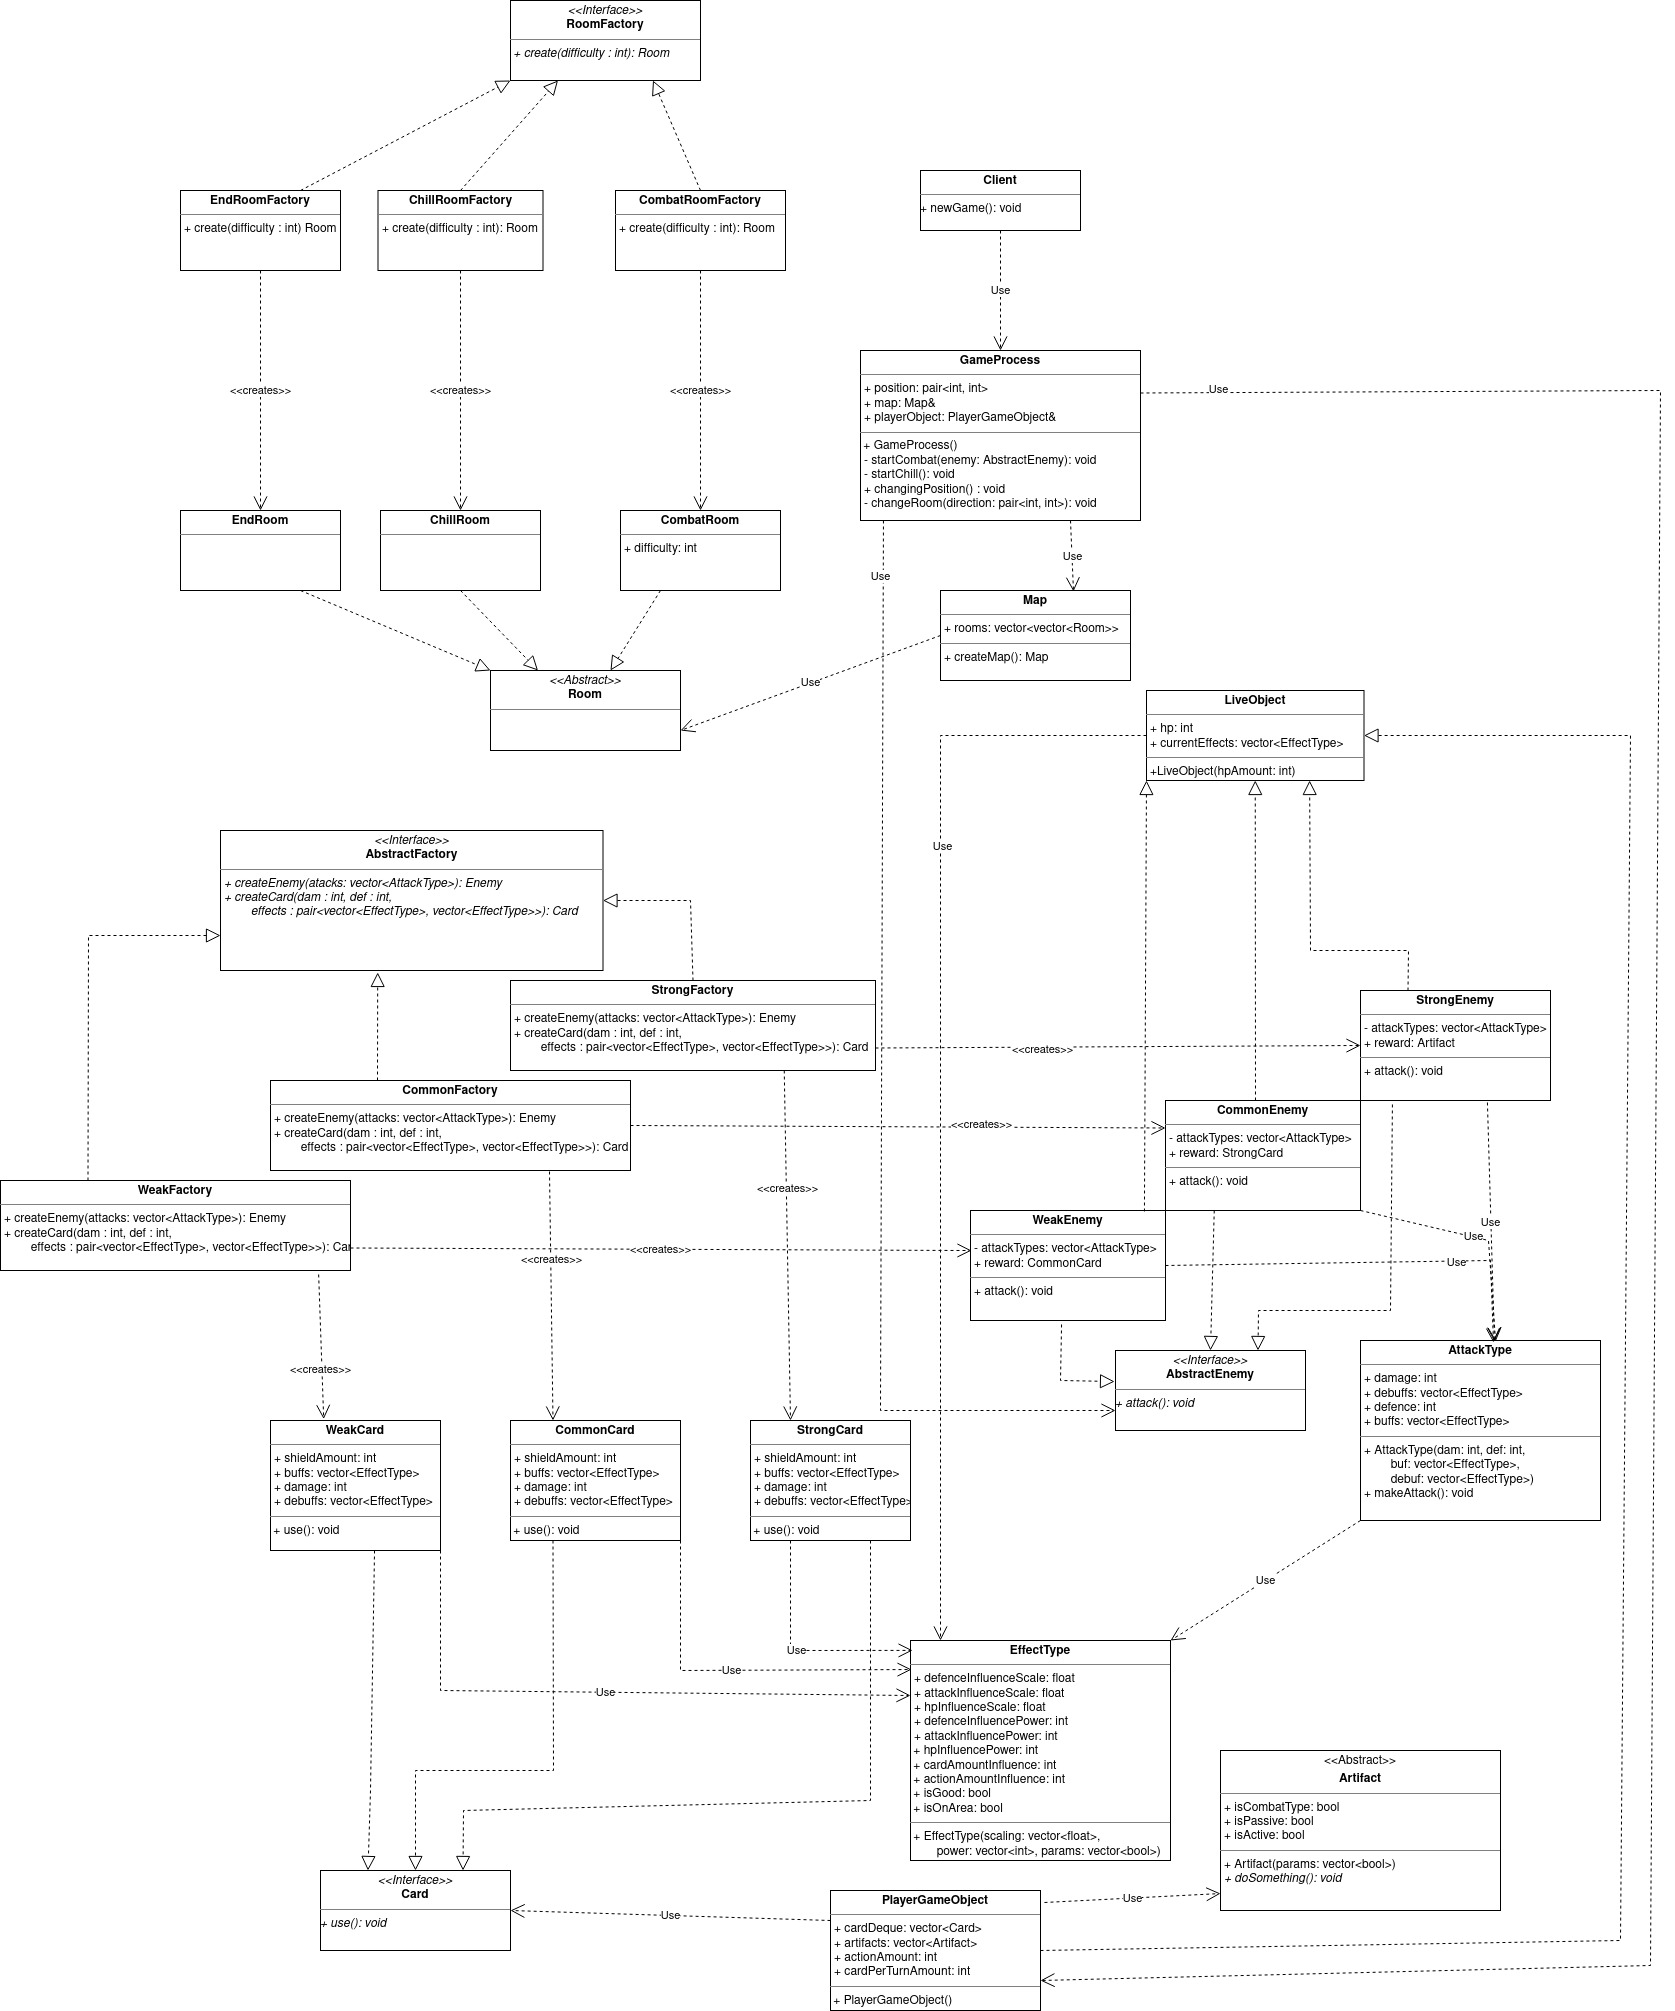 <<Interface>>
RoomFactory
+ create(difficulty : int): Room
EndRoomFactory
+ create(difficulty : int) Room
ChillRoomFactory
+ create(difficulty : int): Room
CombatRoomFactory
+ create(difficulty : int): Room
Client
+ newGame(): void
Use
<<creates>>
<<creates>>
<<creates>>
GameProcess
+ position: pair<int, int>
+ map: Map&
+ playerObject: PlayerGameObject&
+ GameProcess()
- startCombat(enemy: AbstractEnemy): void
- startChill(): void
+ changingPosition() : void
- changeRoom(direction: pair<int, int>): void
Use
EndRoom
ChillRoom
CombatRoom
+ difficulty: int
Use
Use
Map
+ rooms: vector<vector<Room>>
+ createMap(): Map
Use
<<Abstract>>
Room
LiveObject
+ hp: int
+ currentEffects: vector<EffectType>
+LiveObject(hpAmount: int)
Use
<<Interface>>
AbstractFactory
+ createEnemy(atacks: vector<AttackType>): Enemy
+ createCard(dam : int, def : int,
effects : pair<vector<EffectType>, vector<EffectType>>): Card
StrongFactory
+ createEnemy(attacks: vector<AttackType>): Enemy
+ createCard(dam : int, def : int,
effects : pair<vector<EffectType>, vector<EffectType>>): Card
<<creates>>
StrongEnemy
- attackTypes: vector<AttackType>
+ reward: Artifact
+ attack(): void
CommonFactory
+ createEnemy(attacks: vector<AttackType>): Enemy
+ createCard(dam : int, def : int,
effects : pair<vector<EffectType>, vector<EffectType>>): Card
<<creates>>
CommonEnemy
- attackTypes: vector<AttackType>
+ reward: StrongCard
+ attack(): void
WeakFactory
+ createEnemy(attacks: vector<AttackType>): Enemy
+ createCard(dam : int, def : int,
effects : pair<vector<EffectType>, vector<EffectType>>): Car
<<creates>>
<<creates>>
<<creates>>
<<creates>>
WeakEnemy
- attackTypes: vector<AttackType>
+ reward: CommonCard
+ attack(): void
Use
Use
Use
<<Interface>>
AbstractEnemy
+ attack(): void
AttackType
+ damage: int
+ debuffs: vector<EffectType>
+ defence: int
+ buffs: vector<EffectType>
+ AttackType(dam: int, def: int,
buf: vector<EffectType>,
debuf: vector<EffectType>)
+ makeAttack(): void
WeakCard
+ shieldAmount: int
+ buffs: vector<EffectType>
+ damage: int
+ debuffs: vector<EffectType>
+ use(): void
CommonCard
+ shieldAmount: int
+ buffs: vector<EffectType>
+ damage: int
+ debuffs: vector<EffectType>
+ use(): void
StrongCard
+ shieldAmount: int
+ buffs: vector<EffectType>
+ damage: int
+ debuffs: vector<EffectType>
+ use(): void
Use
Use
Use
Use
EffectType
+ defenceInfluenceScale: float
+ attackInfluenceScale: float
+ hpInfluenceScale: float
+ defenceInfluencePower: int
+ attackInfluencePower: int
+ hpInfluencePower: int
+ cardAmountInfluence: int
+ actionAmountInfluence: int
+ isGood: bool
+ isOnArea: bool
+ EffectType(scaling: vector<float>,
power: vector<int>, params: vector<bool>)
<<Abstract>>
Artifact
+ isCombatType: bool
+ isPassive: bool
+ isActive: bool
+ Artifact(params: vector<bool>)
+ doSomething(): void
<<Interface>>
Card
+ use(): void
Use
Use
PlayerGameObject
+ cardDeque: vector<Card>
+ artifacts: vector<Artifact>
+ actionAmount: int
+ cardPerTurnAmount: int
+ PlayerGameObject()